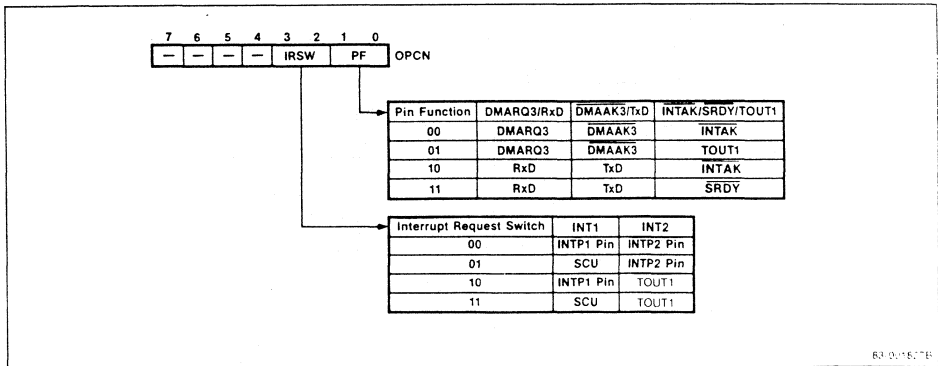 7 6 5 4 3 2 1 0
— — — — IRSW PF OPCN
Pin Function DMARQ3/RxD DMAAK3/TxD INTAK/SRDY/TOUT1
00 DMARQ3 DMAAK3 INTAK
01 DMARQ3 DMAAK3 TOUT1
10 RxD TxD INTAK
11 RxD TxD SRDY
Interrupt Request Switch INT1 INT2
00 INTP1 Pin INTP2 Pin
01 SCU INTP2 Pin
10 INTP1 Pin TOUT1
11 SCU TOUT1